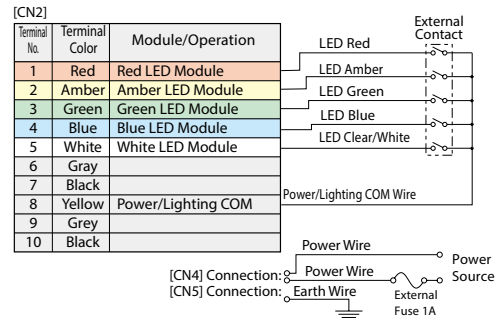 [CN2]
Terminal No. Terminal Color Module/Operation
1 Red Red LED Module
2 Amber Amber LED Module
3 Green Green LED Module
4 Blue Blue LED Module
5 White White LED Module
6 Gray
7 Black
8 Yellow Power/Lighting COM
9 Grey
10 Black
External
Contact
LED Red
LED Amber
LED Green
LED Blue
LED Clear/White
Power/Lighting COM Wire
Power Wire
[CN4] Connection: Power Wire
[CN5] Connection: Earth Wire
Power
Source
External
Fuse 1A